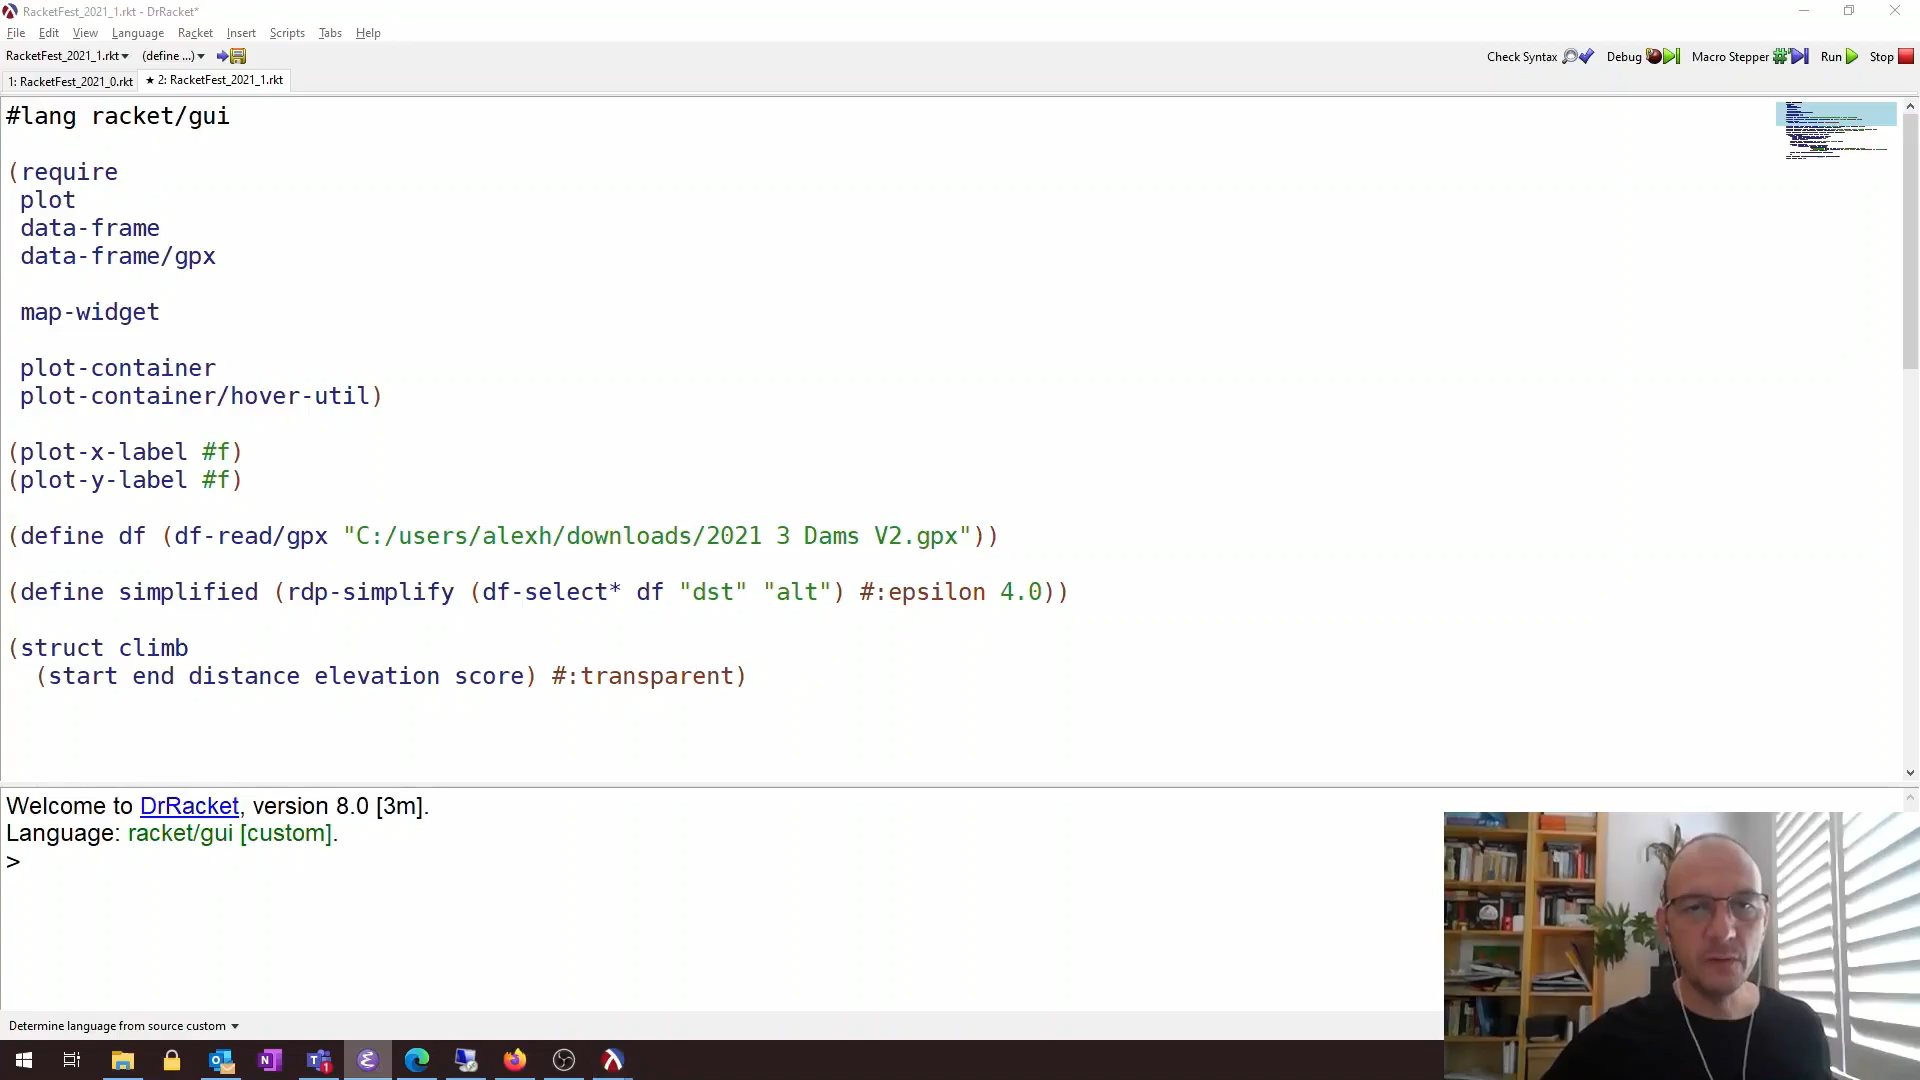 RacketFest_2021_1.rkt - DrRacket*
File Edit View Language Racket Insert Scripts Tabs Help
RacketFest_2021_1.rkt (define ...) Check Syntax Debug Macro Stepper Run Stop
1: RacketFest_2021_0.rkt ★ 2: RacketFest_2021_1.rkt
#lang racket/gui
(require
plot
data-frame
data-frame/gpx
map-widget
plot-container
plot-container/hover-util)
(plot-x-label #f)
(plot-y-label #f)
(define df (df-read/gpx "C:/users/alexh/downloads/2021 3 Dams V2.gpx"))
(define simplified (rdp-simplify (df-select* df "dst" "alt") #:epsilon 4.0))
(struct climb
(start end distance elevation score) #:transparent)
Welcome to DrRacket, version 8.0 [3m].
Language: racket/gui [custom].
>
Determine language from source custom